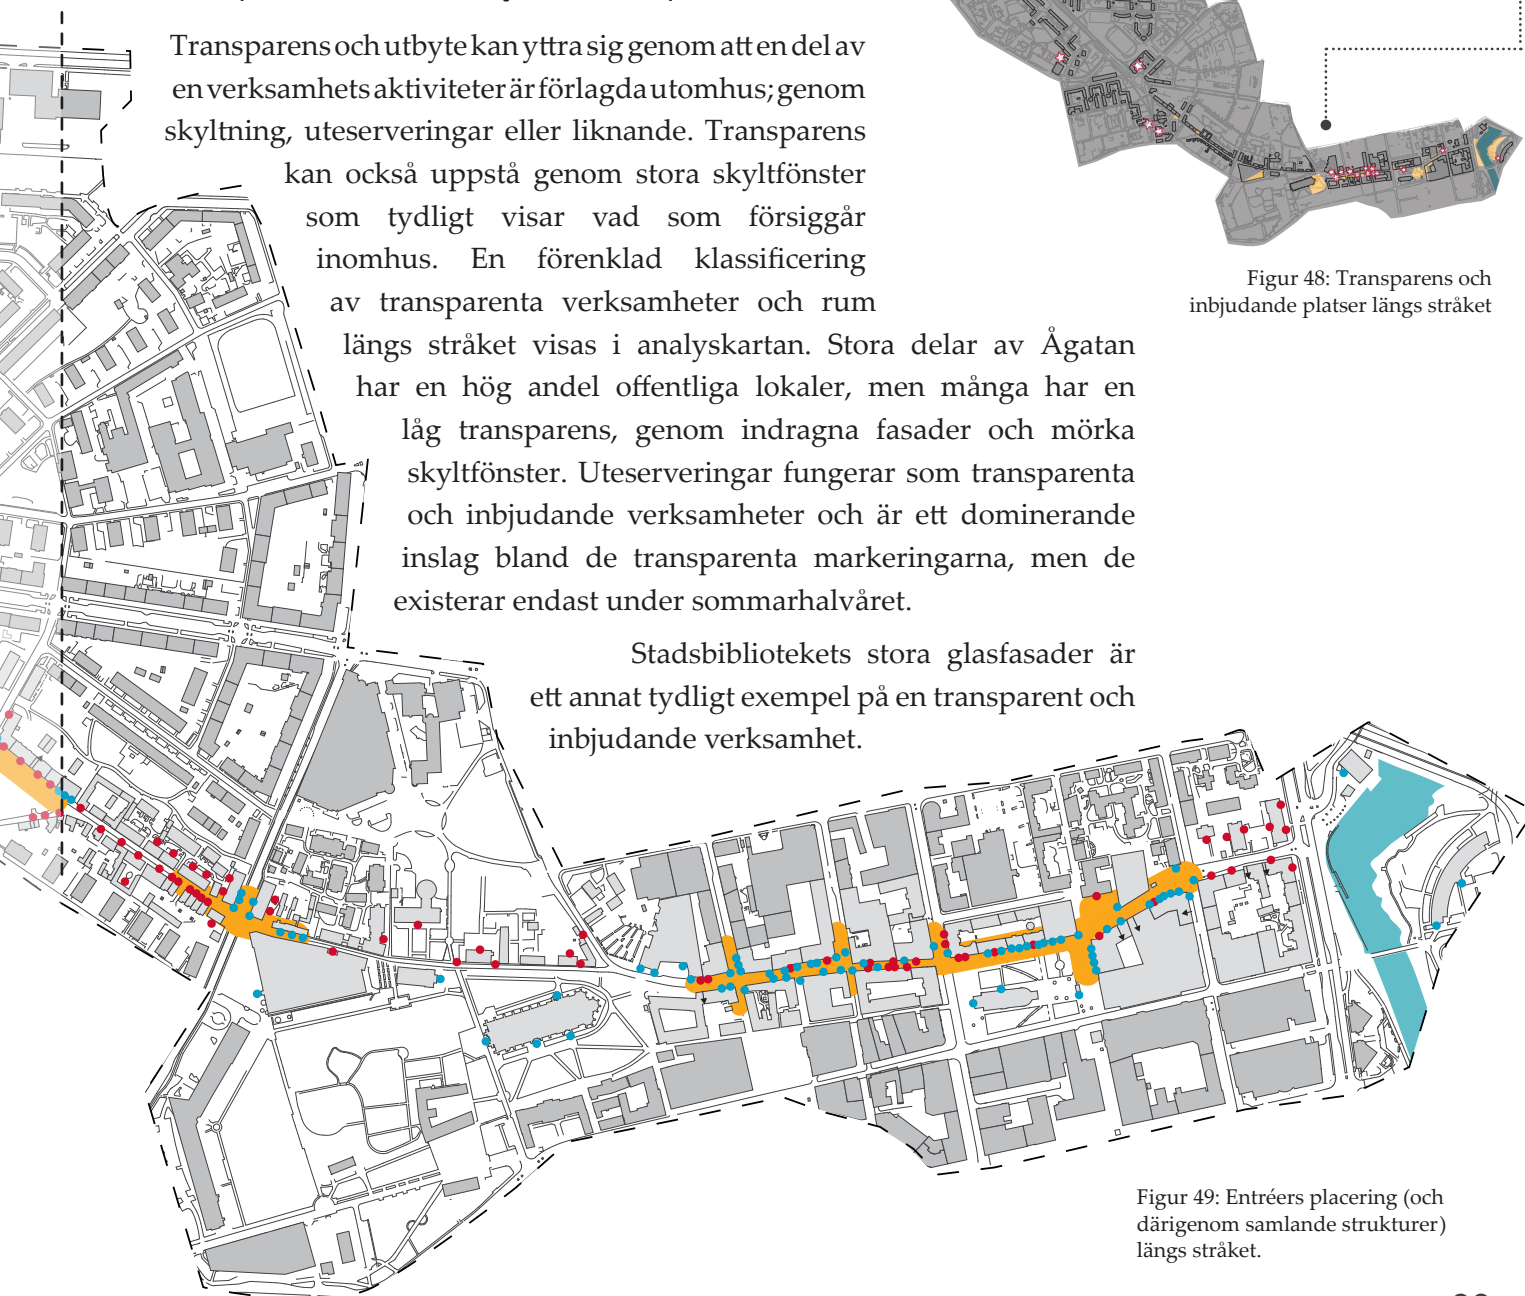 Transparens och utbyte kan yttra sig genom att en del av
en verksamhets aktiviteter är förlagda utomhus; genom
skyltning, uteserveringar eller liknande. Transparens
kan också uppstå genom stora skyltfönster
som tydligt visar vad som försiggår
inomhus. En förenklad klassificering
av transparenta verksamheter och rum
längs stråket visas i analyskartan. Stora delar av Ågatan
har en hög andel offentliga lokaler, men många har en
låg transparens, genom indragna fasader och mörka
skyltfönster. Uteserveringar fungerar som transparenta
och inbjudande verksamheter och är ett dominerande
inslag bland de transparenta markeringarna, men de
existerar endast under sommarhalvåret.
Stadsbibliotekets stora glasfasader är
ett annat tydligt exempel på en transparent och
inbjudande verksamhet.
Figur 48: Transparens och
inbjudande platser längs stråket
Figur 49: Entréers placering (och
därigenom samlande strukturer)
längs stråket.